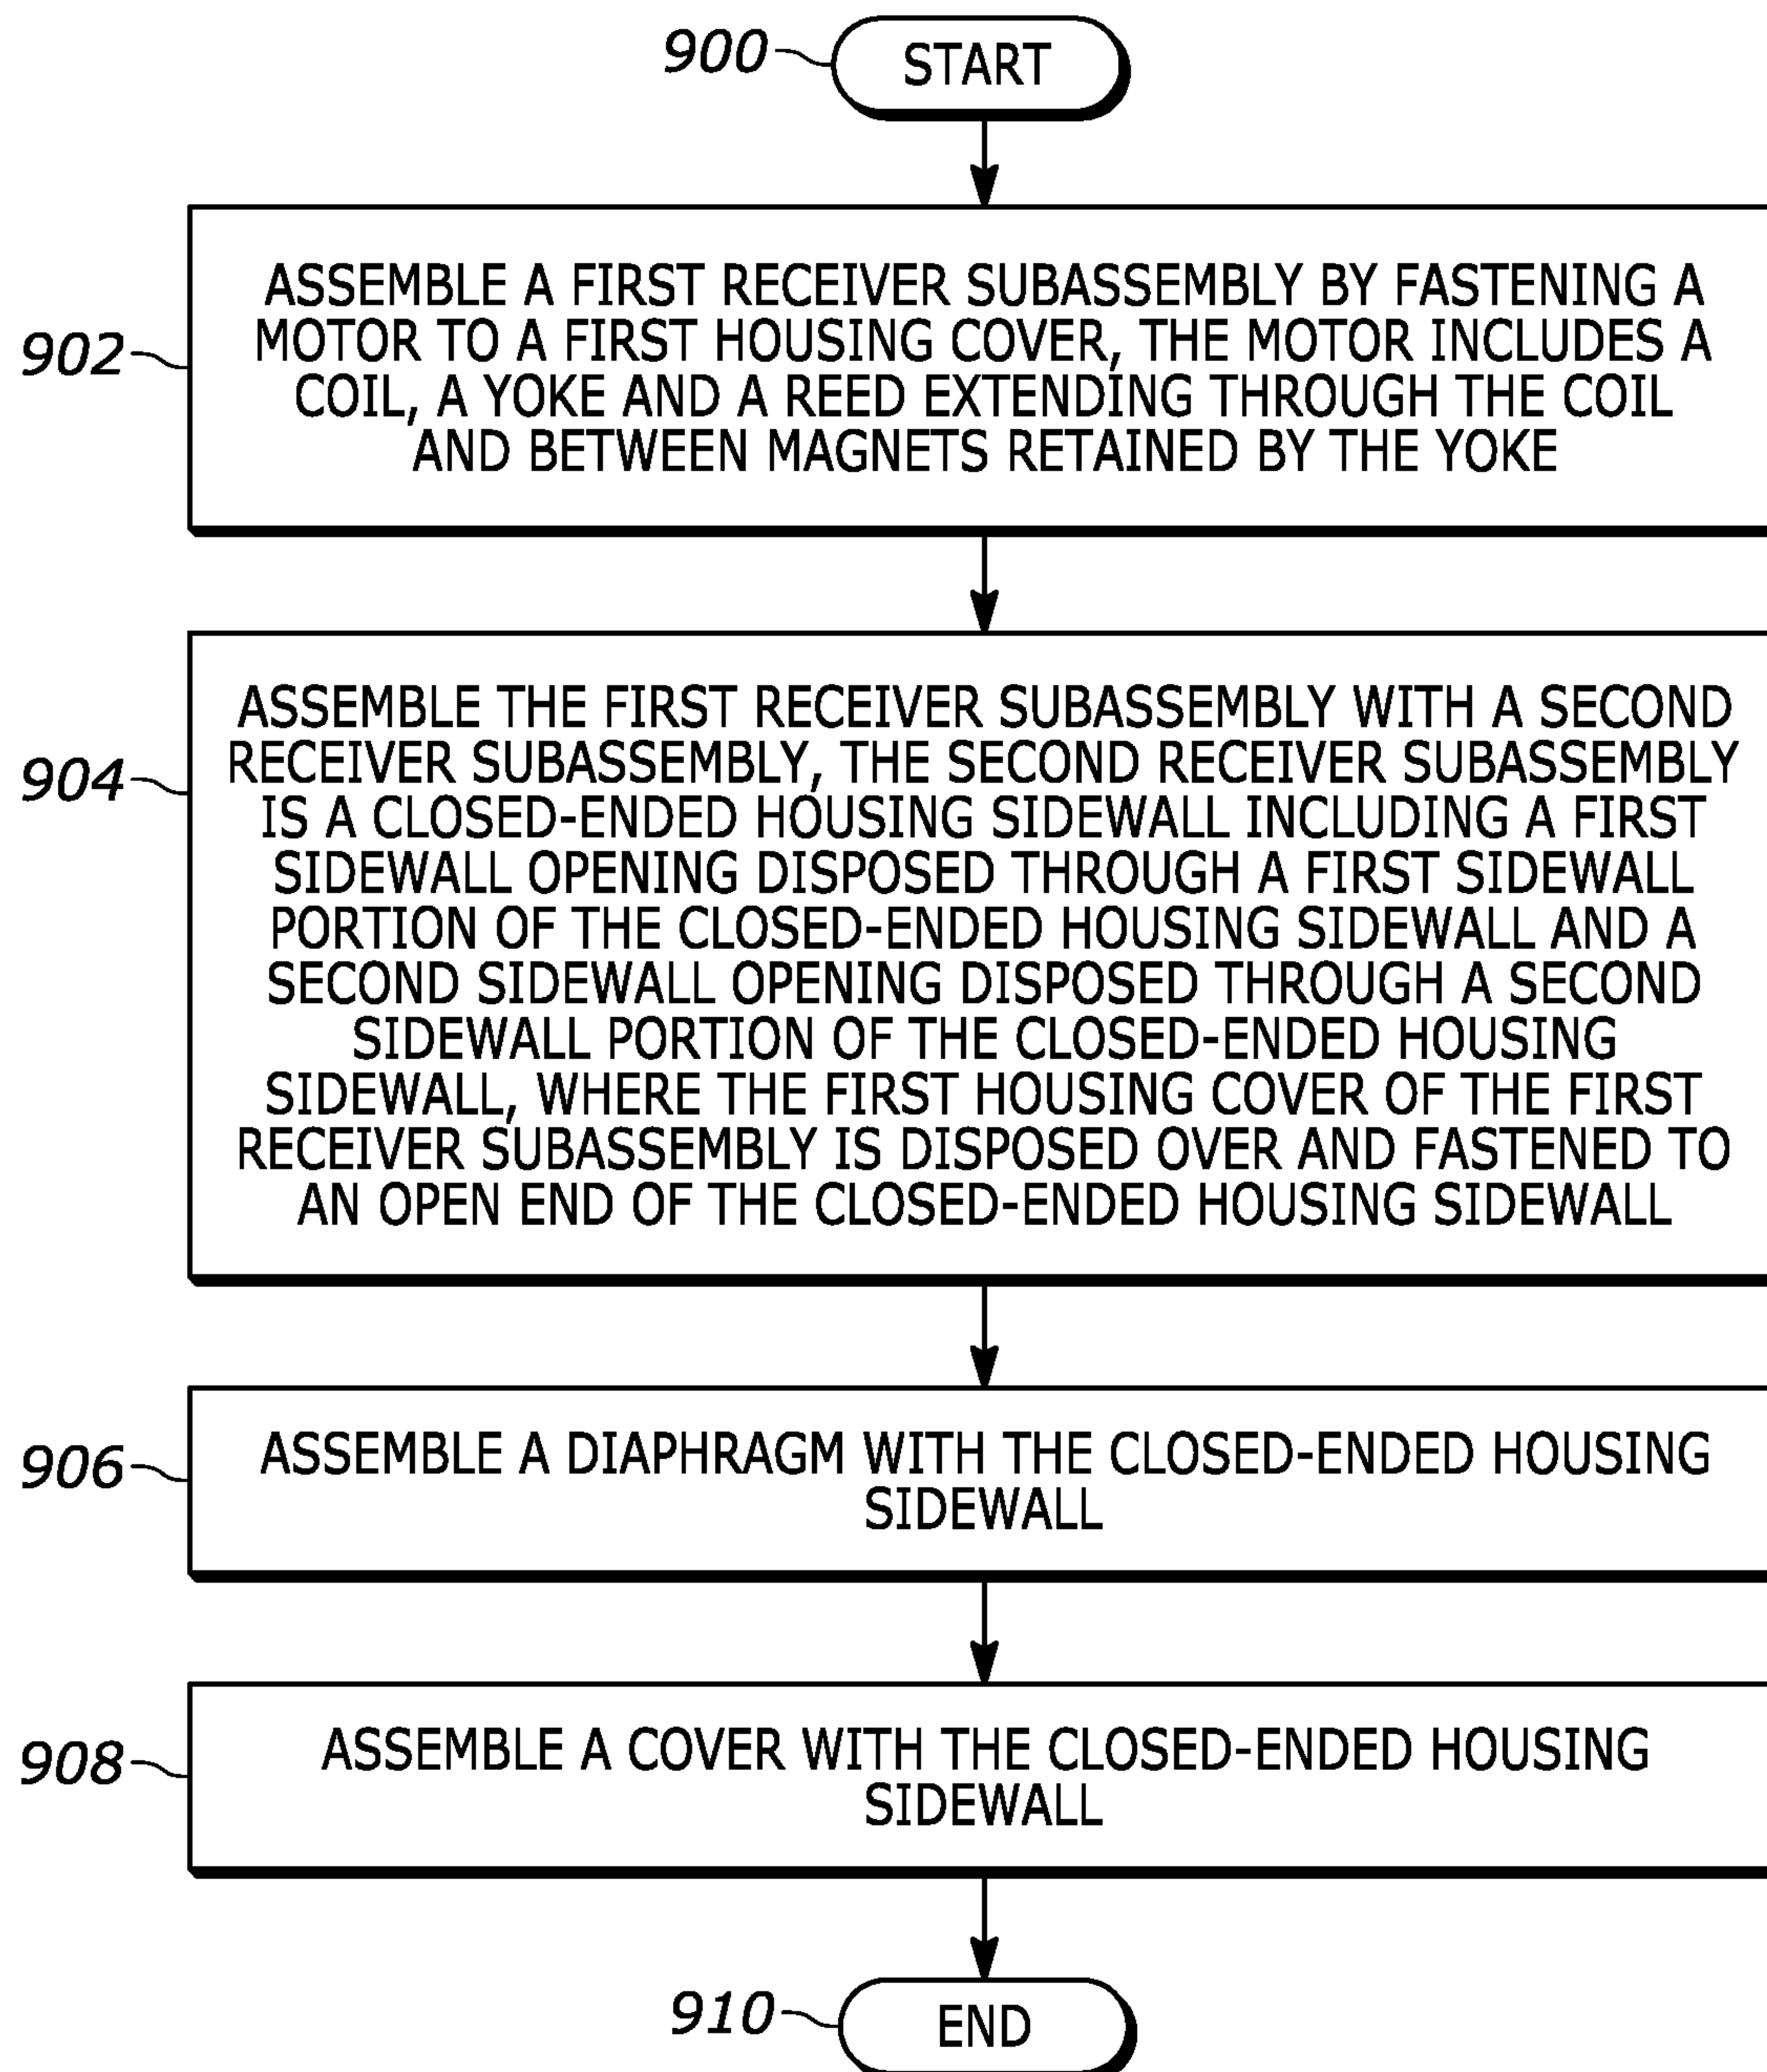 900
START
902
ASSEMBLE A FIRST RECEIVER SUBASSEMBLY BY FASTENING A
MOTOR TO A FIRST HOUSING COVER, THE MOTOR INCLUDES A
COIL, A YOKE AND A REED EXTENDING THROUGH THE COIL
AND BETWEEN MAGNETS RETAINED BY THE YOKE
904
ASSEMBLE THE FIRST RECEIVER SUBASSEMBLY WITH A SECOND
RECEIVER SUBASSEMBLY, THE SECOND RECEIVER SUBASSEMBLY
IS A CLOSED-ENDED HOUSING SIDEWALL INCLUDING A FIRST
SIDEWALL OPENING DISPOSED THROUGH A FIRST SIDEWALL
PORTION OF THE CLOSED-ENDED HOUSING SIDEWALL AND A
SECOND SIDEWALL OPENING DISPOSED THROUGH A SECOND
SIDEWALL PORTION OF THE CLOSED-ENDED HOUSING
SIDEWALL, WHERE THE FIRST HOUSING COVER OF THE FIRST
RECEIVER SUBASSEMBLY IS DISPOSED OVER AND FASTENED TO
AN OPEN END OF THE CLOSED-ENDED HOUSING SIDEWALL
906
ASSEMBLE A DIAPHRAGM WITH THE CLOSED-ENDED HOUSING
SIDEWALL
908
ASSEMBLE A COVER WITH THE CLOSED-ENDED HOUSING
SIDEWALL
910
END